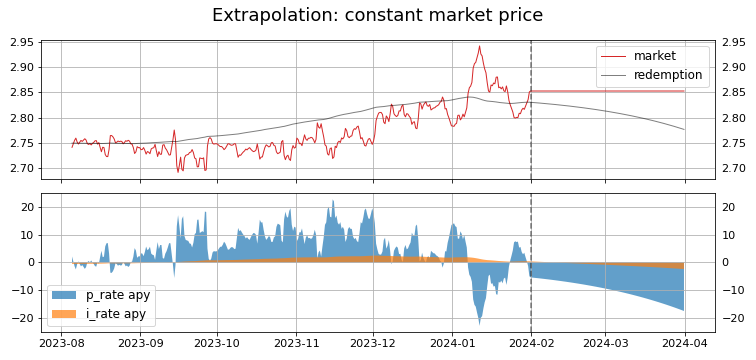 Extrapolation: constant market price
2.95 2.95
2.90 2.90
2.85 2.85
2.80 2.80
2.75 2.75
2.70 2.70
market
redemption
20 20
10 10
0 0
−10 −10
−20 −20
p_rate apy
i_rate apy
2023-08 2023-09 2023-10 2023-11 2023-12 2024-01 2024-02 2024-03 2024-04